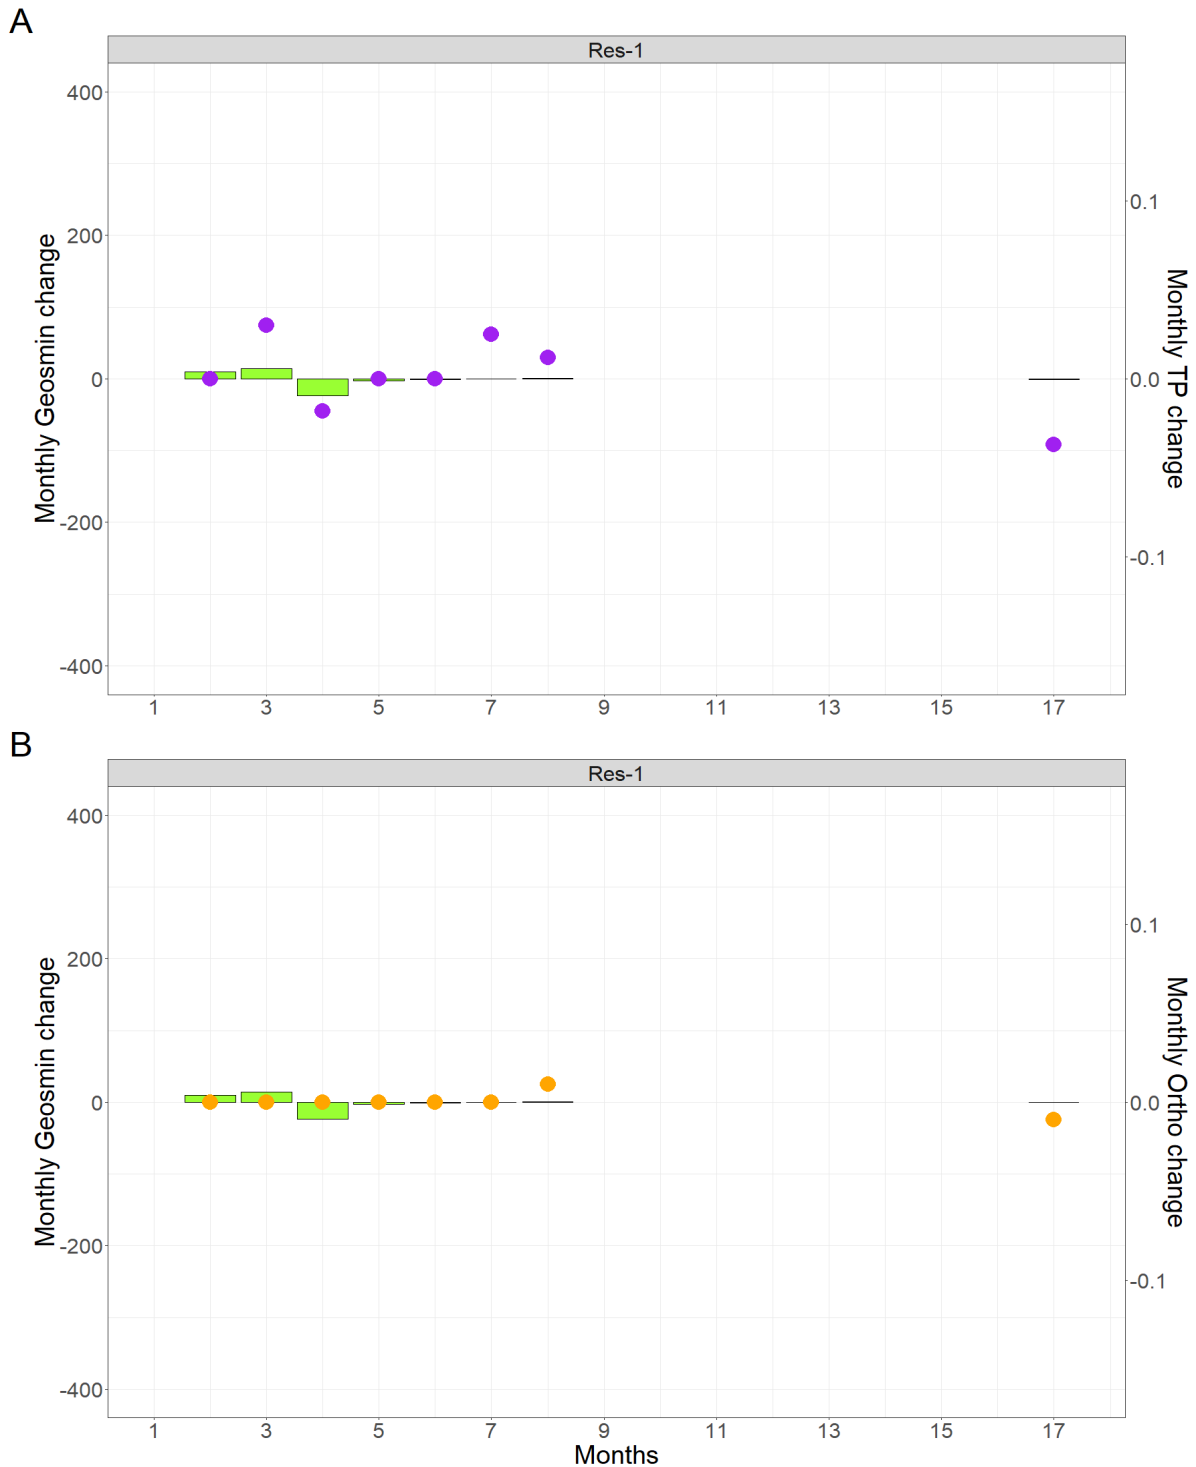 A
Res-1
Monthly Geosmin change
400
200
0
-200
-400
0.1
0.0
-0.1
Monthly TP change
1 3 5 7 9 11 13 15 17
B
Res-1
Monthly Geosmin change
400
200
0
-200
-400
0.1
0.0
-0.1
Monthly Ortho change
1 3 5 7 9 11 13 15 17
Months